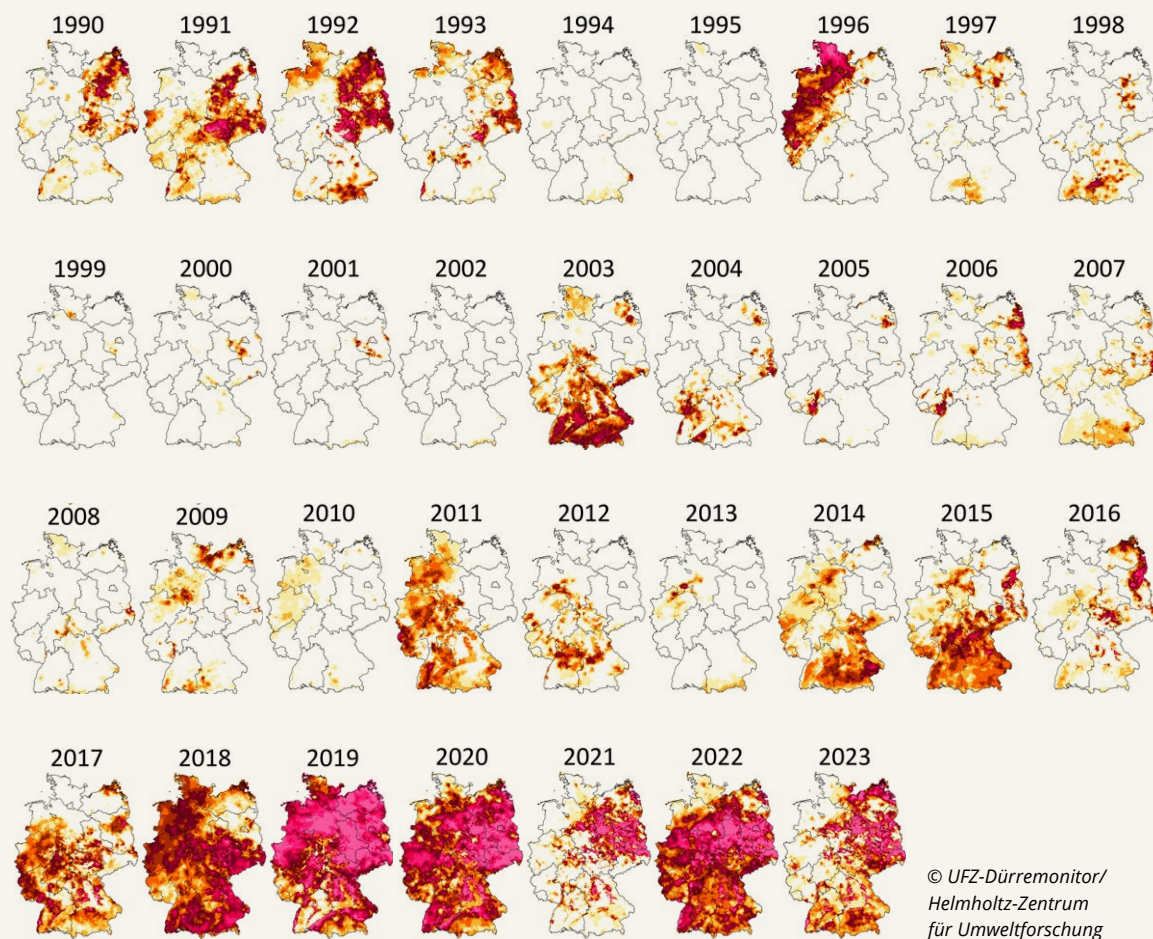 1990 1991 1992 1993 1994 1995 1996 1997 1998
1999 2000 2001 2002 2003 2004 2005 2006 2007
2008 2009 2010 2011 2012 2013 2014 2015 2016
2017 2018 2019 2020 2021 2022 2023
© UFZ-Dürremonitor/
Helmholtz-Zentrum
für Umweltforschung